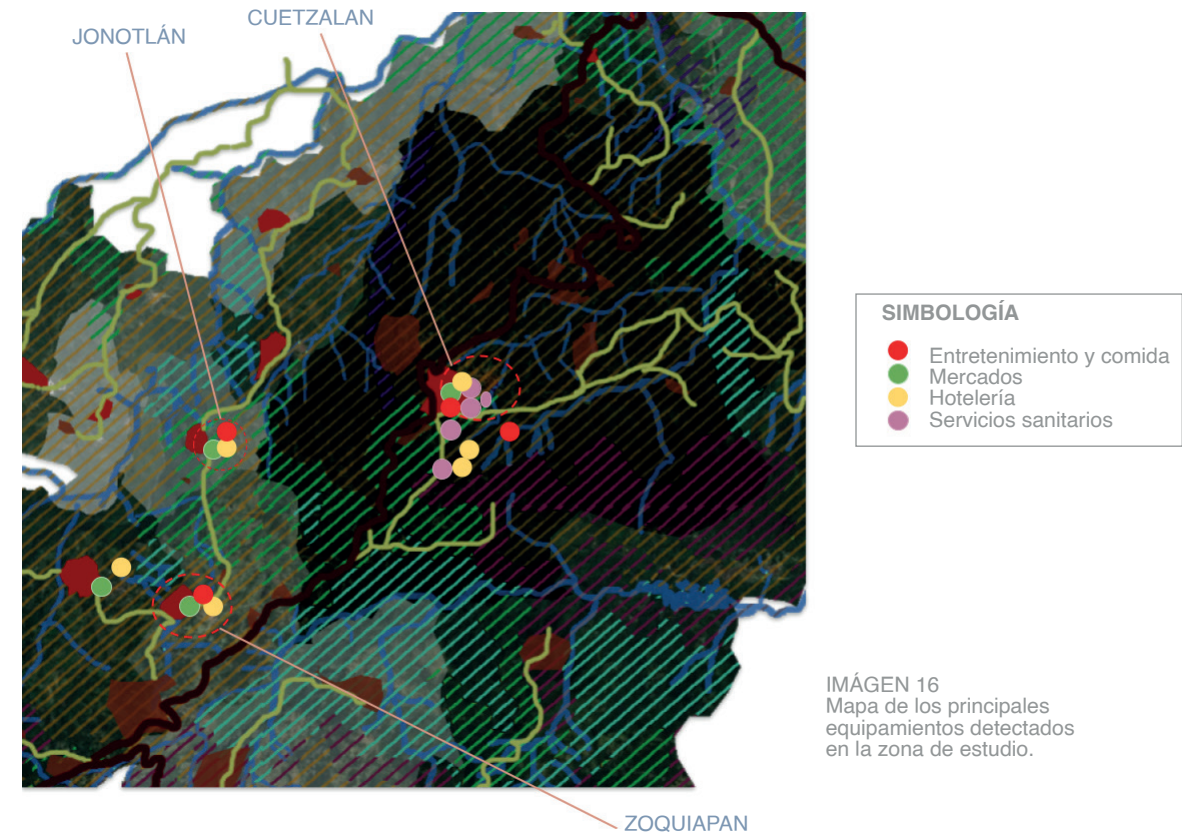 CUETZALAN
JONOTLÁN
SIMBOLOGÍA
Entretenimiento y comida
Mercados
Hotelería
Servicios sanitarios
IMÁGEN 16
Mapa de los principales
equipamientos detectados
en la zona de estudio.
ZOQUIAPAN